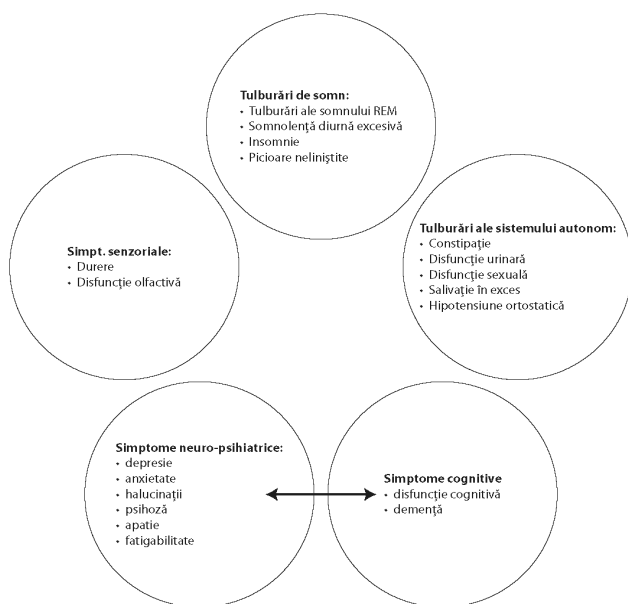 Tulburări de somn:
• Tulburări ale somnului REM
• Somnolenţă diurnă excesivă
• Insomnie
• Picioare neliniştite
Simpt. senzoriale:
• Durere
• Disfuncţie olfactivă
Tulburări ale sistemului autonom:
• Constipaţie
• Disfuncţie urinară
• Disfuncţie sexuală
• Salivaţie în exces
• Hipotensiune ortostatică
Simptome neuro-psihiatrice:
• depresie
• anxietate
• halucinaţii
• psihoză
• apatie
• fatigabilitate
Simptome cognitive
• disfuncţie cognitivă
• demenţă